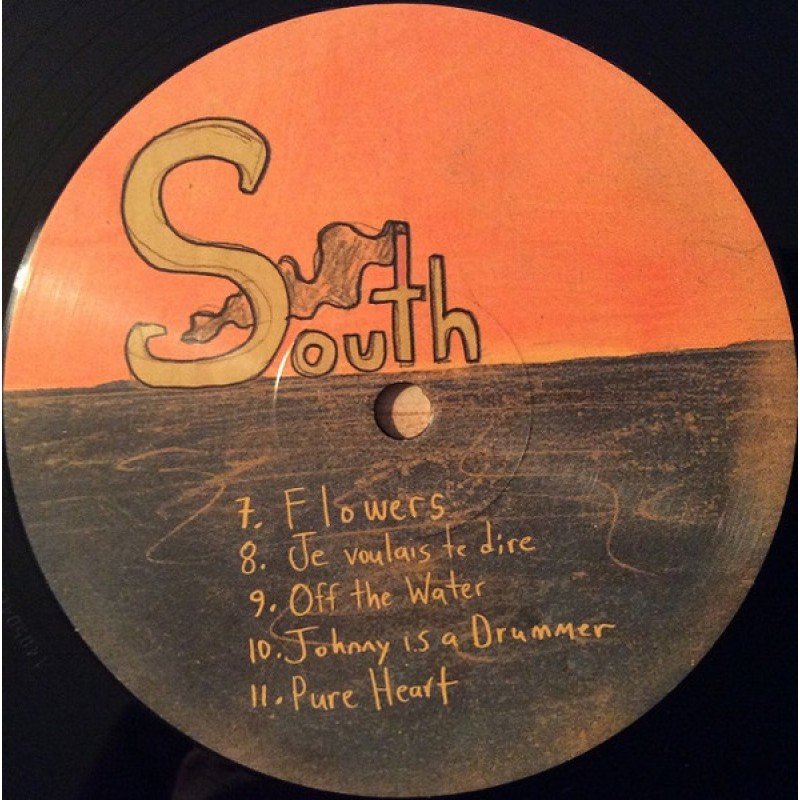 South
7. Flowers
8. Je voulais te dire
9. Off the Water
10. Johnny is a Drummer
11. Pure Heart